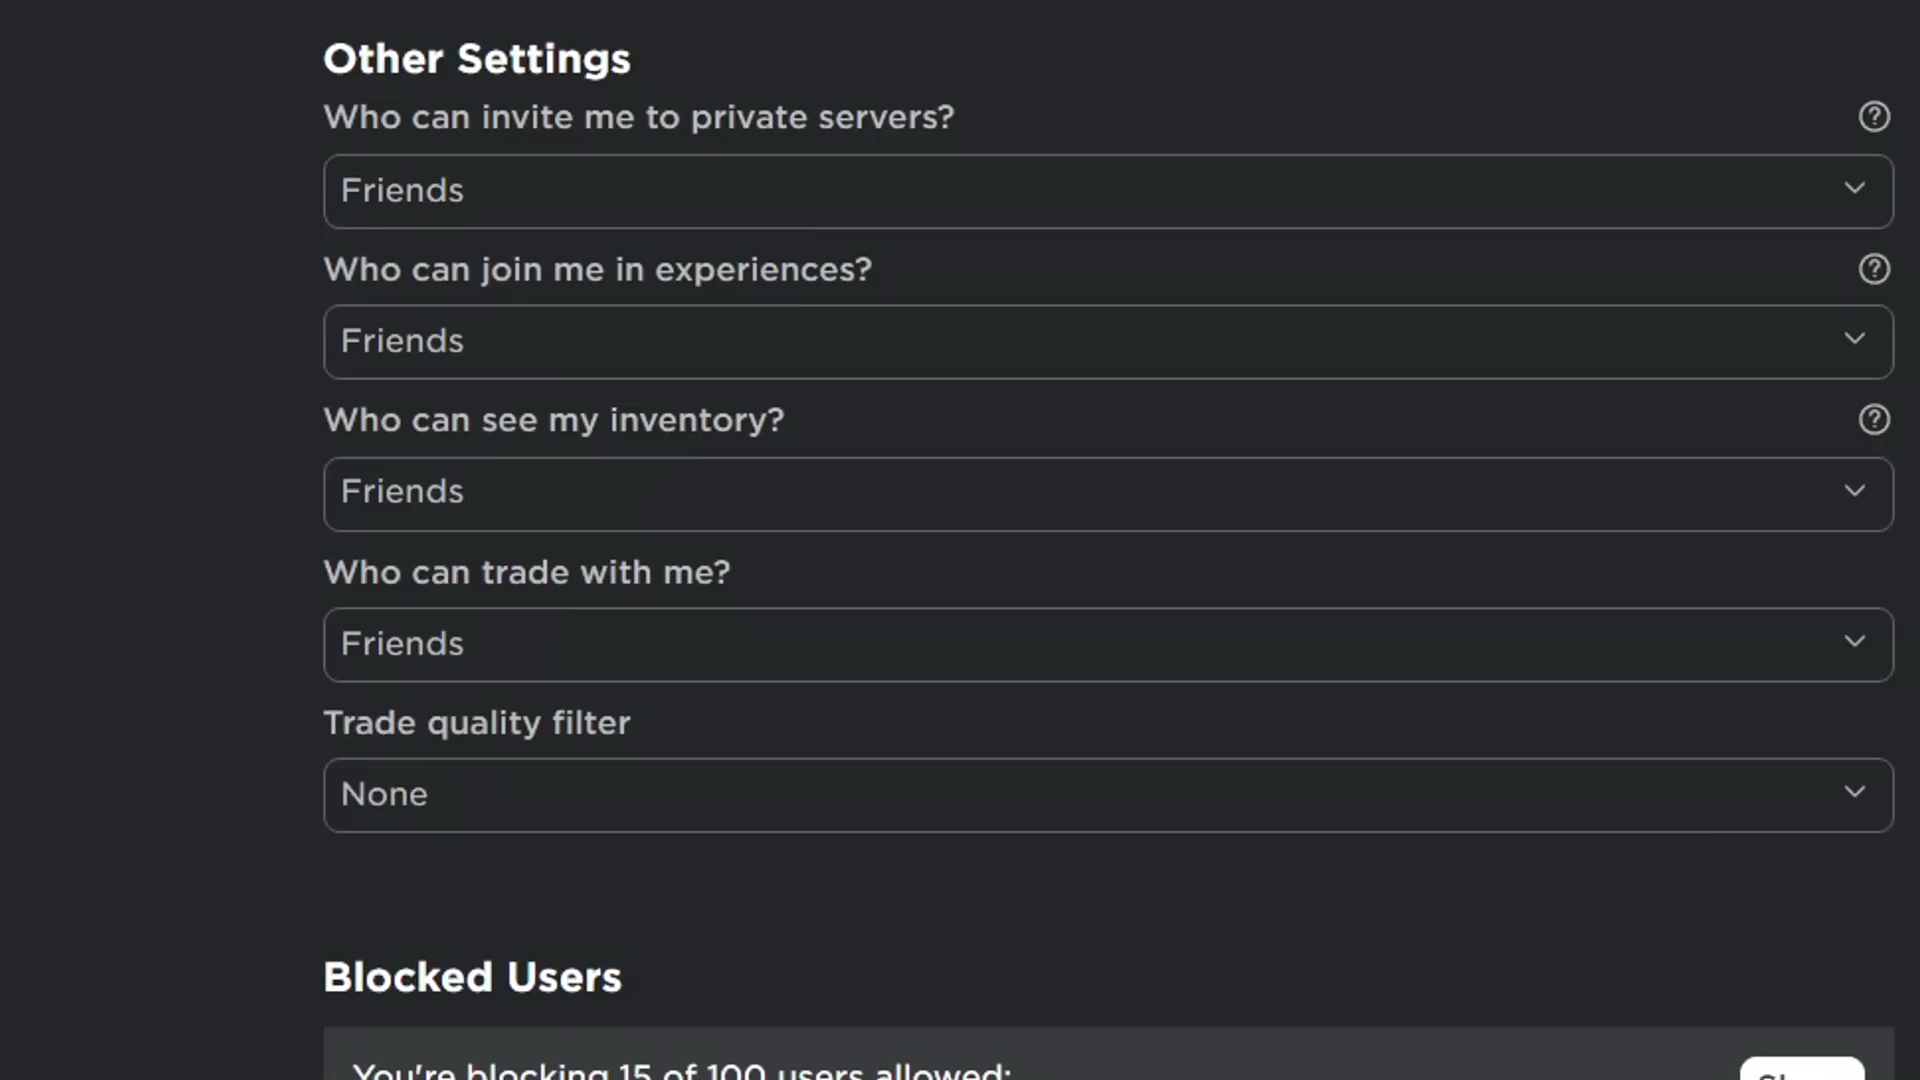 Other Settings
Who can invite me to private servers?
Friends
Who can join me in experiences?
Friends
Who can see my inventory?
Friends
Who can trade with me?
Friends
Trade quality filter
None
Blocked Users
You're blocking 15 of 100 users allowed: